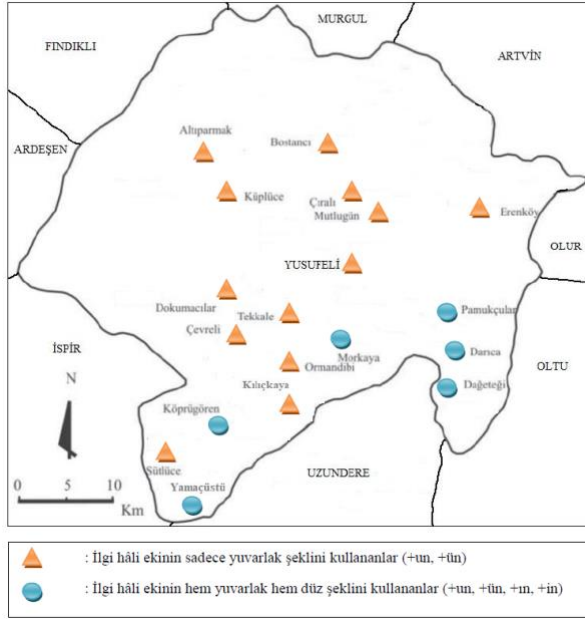 MURGUL
FINDIKLI
ARTVİN
Altıparmak
Bostancı
ARDEŞEN
Küplüce
Çıralı
Mutlugün
Erenköy
OLUR
YUSUFELİ
Dokumacılar
Tekkale
Pamukçular
Çevreli
İSPİR
Morkaya
Darıca
OLTU
Ormandibi
N
Dağeteği
Kılıçkaya
Köprügören
Sütlüce
UZUNDERE
0 5 10
Yamaçüstü
Km
: İlgi hâli ekinin sadece yuvarlak şeklini kullananlar (+un, +ün)
: İlgi hâli ekinin hem yuvarlak hem düz şeklini kullananlar (+un, +ün, +ın, +in)